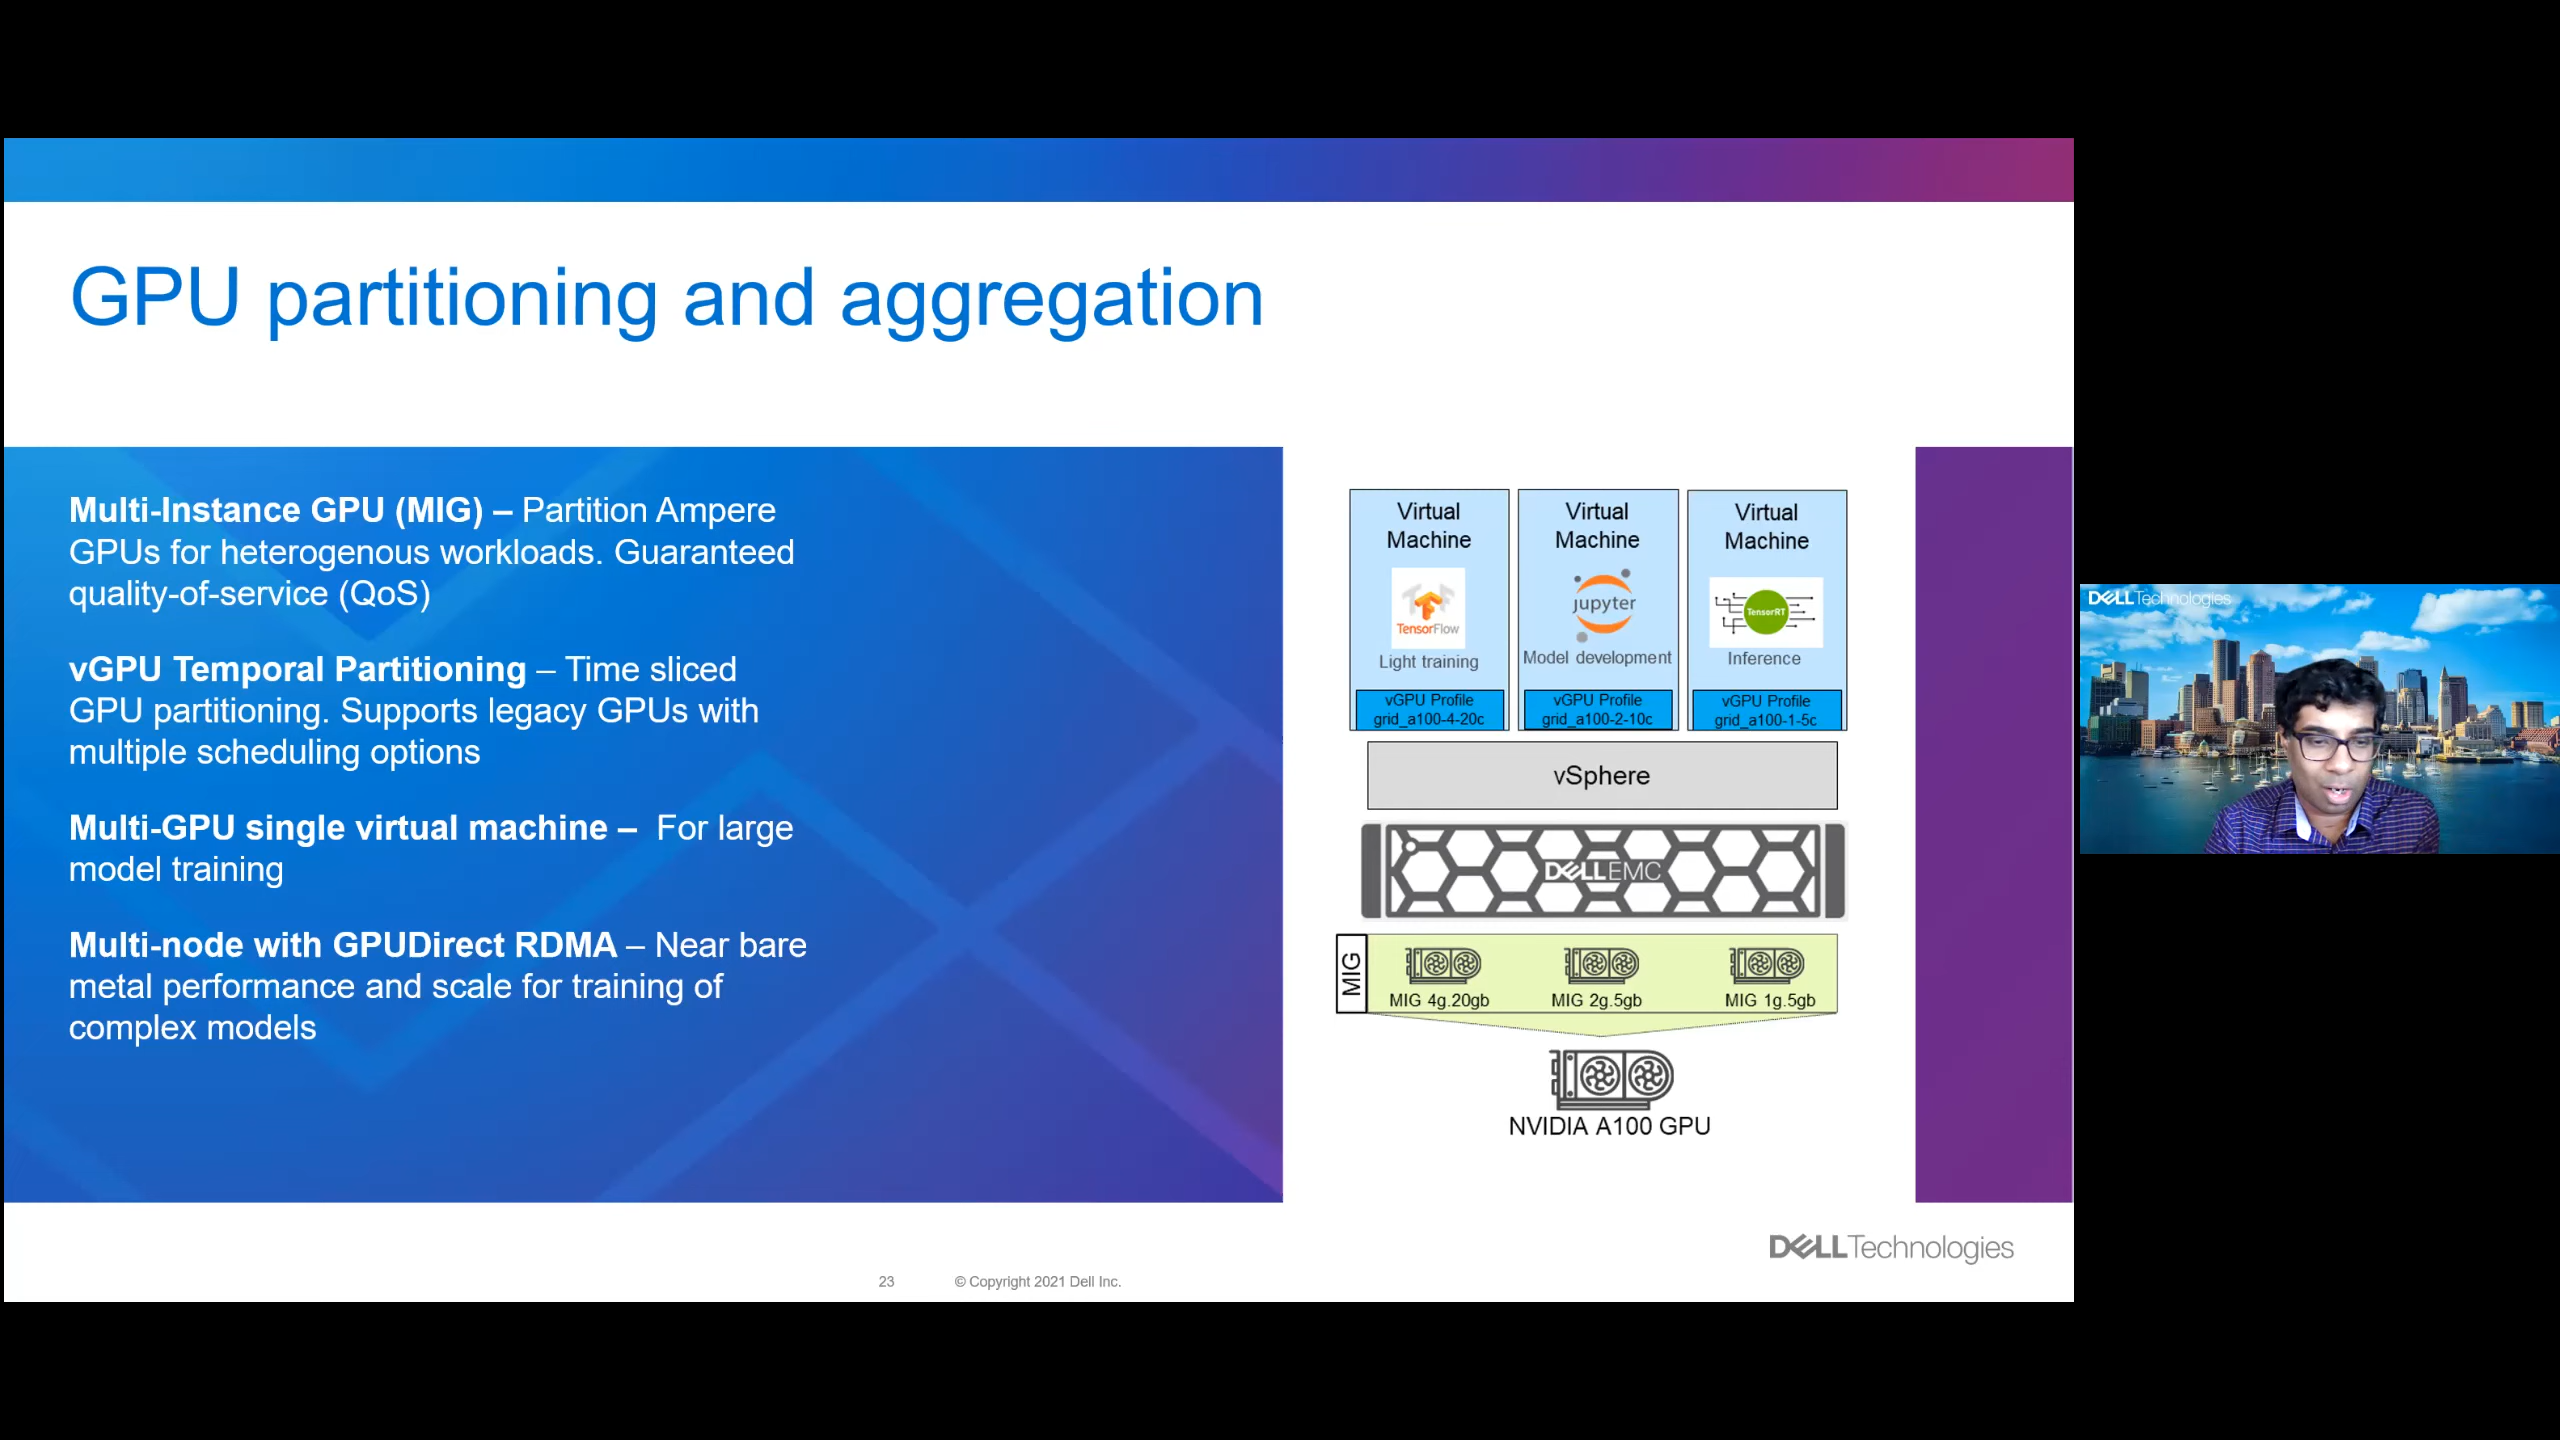 GPU partitioning and aggregation
Multi-Instance GPU (MIG) – Partition Ampere
GPUs for heterogenous workloads. Guaranteed
quality-of-service (QoS)
vGPU Temporal Partitioning – Time sliced
GPU partitioning. Supports legacy GPUs with
multiple scheduling options
Multi-GPU single virtual machine – For large
model training
Multi-node with GPUDirect RDMA – Near bare
metal performance and scale for training of
complex models
Virtual
Machine
TensorFlow
Light training
vGPU Profile
grid_a100-4-20c
Virtual
Machine
jupyter
Model development
vGPU Profile
grid_a100-2-10c
Virtual
Machine
TensorRT
Inference
vGPU Profile
grid_a100-1-5c
vSphere
DELLEMC
MIG
MIG 4g.20gb
MIG 2g.5gb
MIG 1g.5gb
NVIDIA A100 GPU
DELLTechnologies
23
© Copyright 2021 Dell Inc.
DELLTechnologies